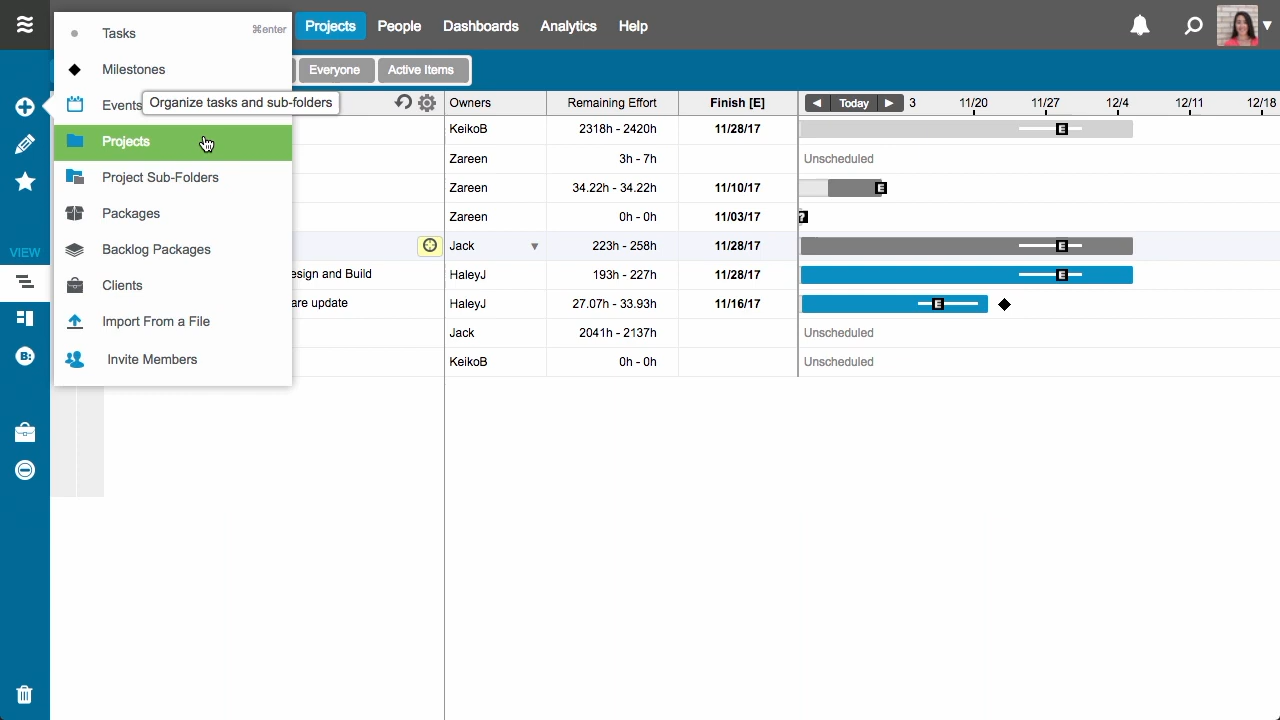 Projects People Dashboards Analytics Help
Tasks ⌘enter
Milestones
Events
Organize tasks and sub-folders
Projects
Project Sub-Folders
Packages
Backlog Packages
Clients
Import From a File
Invite Members
VIEW
B:
Everyone Active Items
Owners Remaining Effort Finish [E] ◀ Today ▶ 3 11/20 11/27 12/4 12/11 12/18
KeikoB 2318h - 2420h 11/28/17 E
Zareen 3h - 7h Unscheduled
Zareen 34.22h - 34.22h 11/10/17 E
Zareen 0h - 0h 11/03/17 ?
Jack 223h - 258h 11/28/17 E
esign and Build HaleyJ 193h - 227h 11/28/17 E
are update HaleyJ 27.07h - 33.93h 11/16/17 E
Jack 2041h - 2137h Unscheduled
KeikoB 0h - 0h Unscheduled